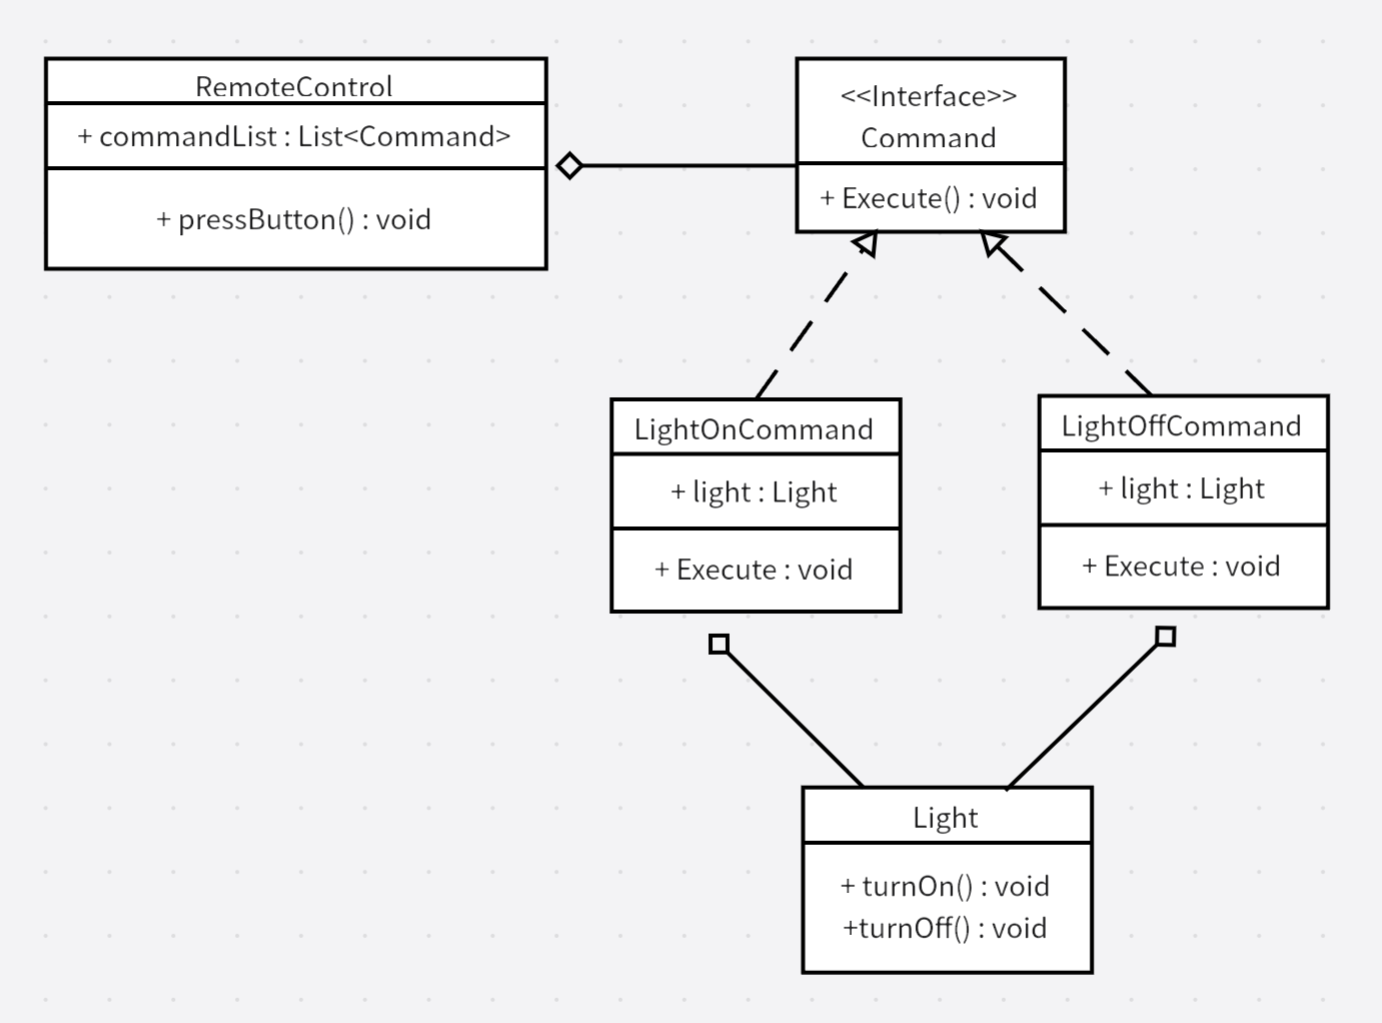 RemoteControl
+ commandList : List<Command>
+ pressButton() : void
<<Interface>>
Command
+ Execute() : void
LightOnCommand
+ light : Light
+ Execute : void
LightOffCommand
+ light : Light
+ Execute : void
Light
+ turnOn() : void
+turnOff() : void